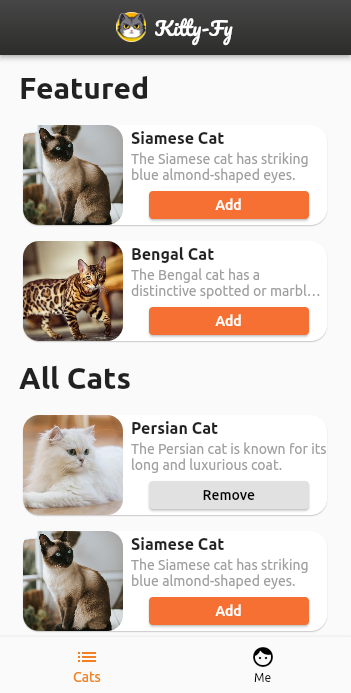 Kitty-Fy
Featured
Siamese Cat
The Siamese cat has striking
blue almond-shaped eyes.
Add
Bengal Cat
The Bengal cat has a
distinctive spotted or marbl...
Add
All Cats
Persian Cat
The Persian cat is known for its
long and luxurious coat.
Remove
Siamese Cat
The Siamese cat has striking
blue almond-shaped eyes.
Add
Cats
Me